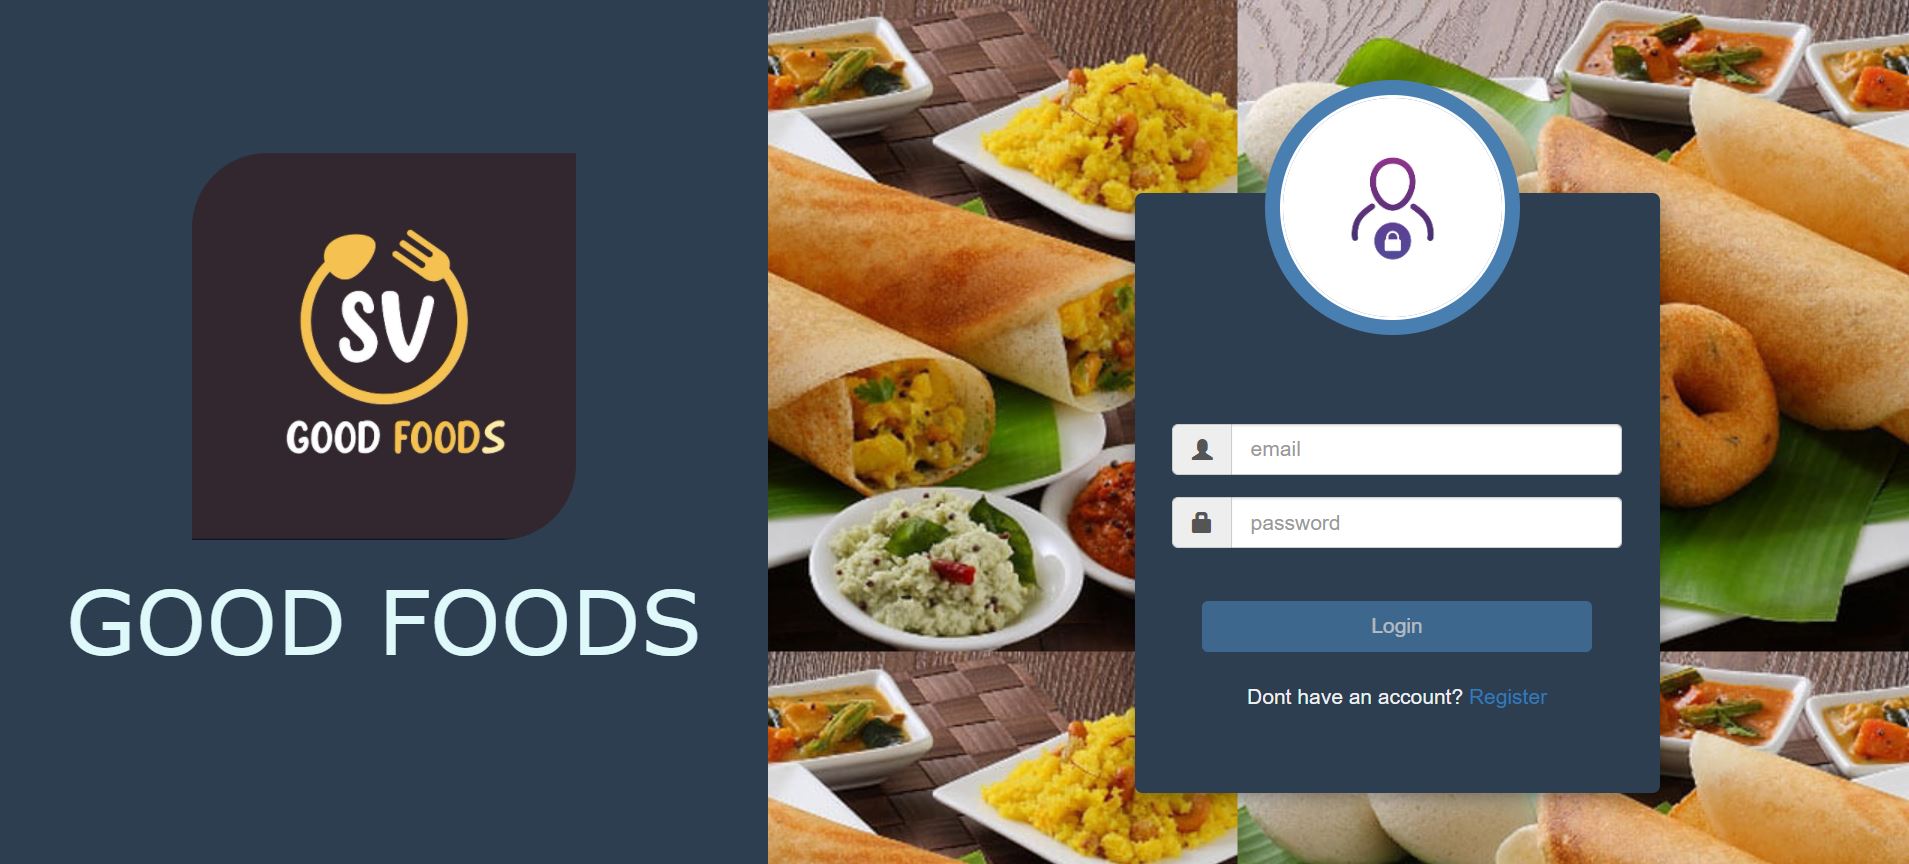 SV
GOOD FOODS
GOOD FOODS
email
password
Login
Dont have an account? Register